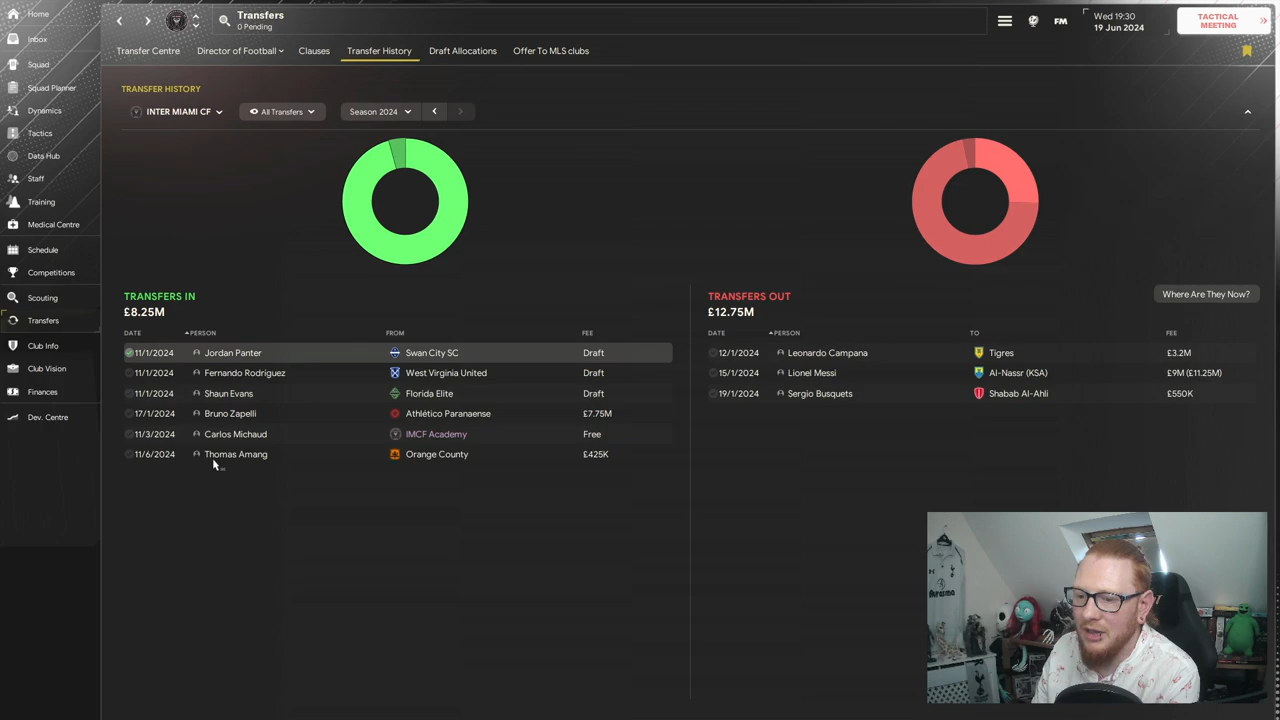 Home
Inbox
Squad
Squad Planner
Dynamics
Tactics
Data Hub
Staff
Training
Medical Centre
Schedule
Competitions
Scouting
Transfers
Club Info
Club Vision
Finances
Dev. Centre
Transfers
0 Pending
FM
Wed 19:30
19 Jun 2024
TACTICAL
MEETING
Transfer Centre
Director of Football
Clauses
Transfer History
Draft Allocations
Offer To MLS clubs
TRANSFER HISTORY
INTER MIAMI CF
All Transfers
Season 2024
TRANSFERS IN
£8.25M
DATE PERSON FROM FEE
11/1/2024 Jordan Panter Swan City SC Draft
11/1/2024 Fernando Rodriguez West Virginia United Draft
11/1/2024 Shaun Evans Florida Elite Draft
17/1/2024 Bruno Zapelli Athlético Paranaense £7.75M
11/3/2024 Carlos Michaud IMCF Academy Free
11/6/2024 Thomas Amang Orange County £425K
TRANSFERS OUT
£12.75M
Where Are They Now?
DATE PERSON TO FEE
12/1/2024 Leonardo Campana Tigres £3.2M
15/1/2024 Lionel Messi Al-Nassr (KSA) £9M (£11.25M)
19/1/2024 Sergio Busquets Shabab Al-Ahli £550K